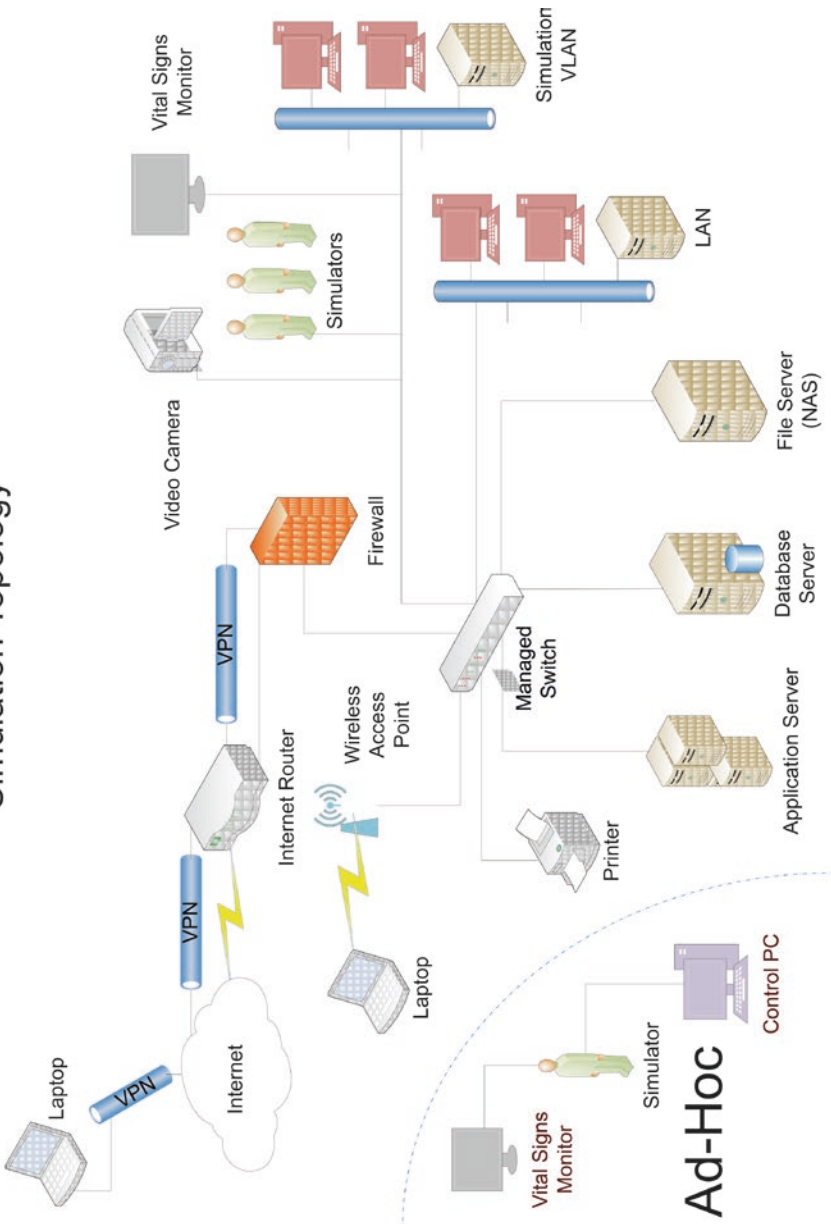 Simulation Topology
Laptop
VPN
Internet
VPN
Internet Router
VPN
Firewall
Video Camera
Vital Signs
Monitor
Simulators
Simulation
VLAN
LAN
Laptop
Wireless
Access
Point
Managed
Switch
Printer
Application Server
Database
Server
File Server
(NAS)
Vital Signs
Monitor
Simulator
Control PC
Ad-Hoc